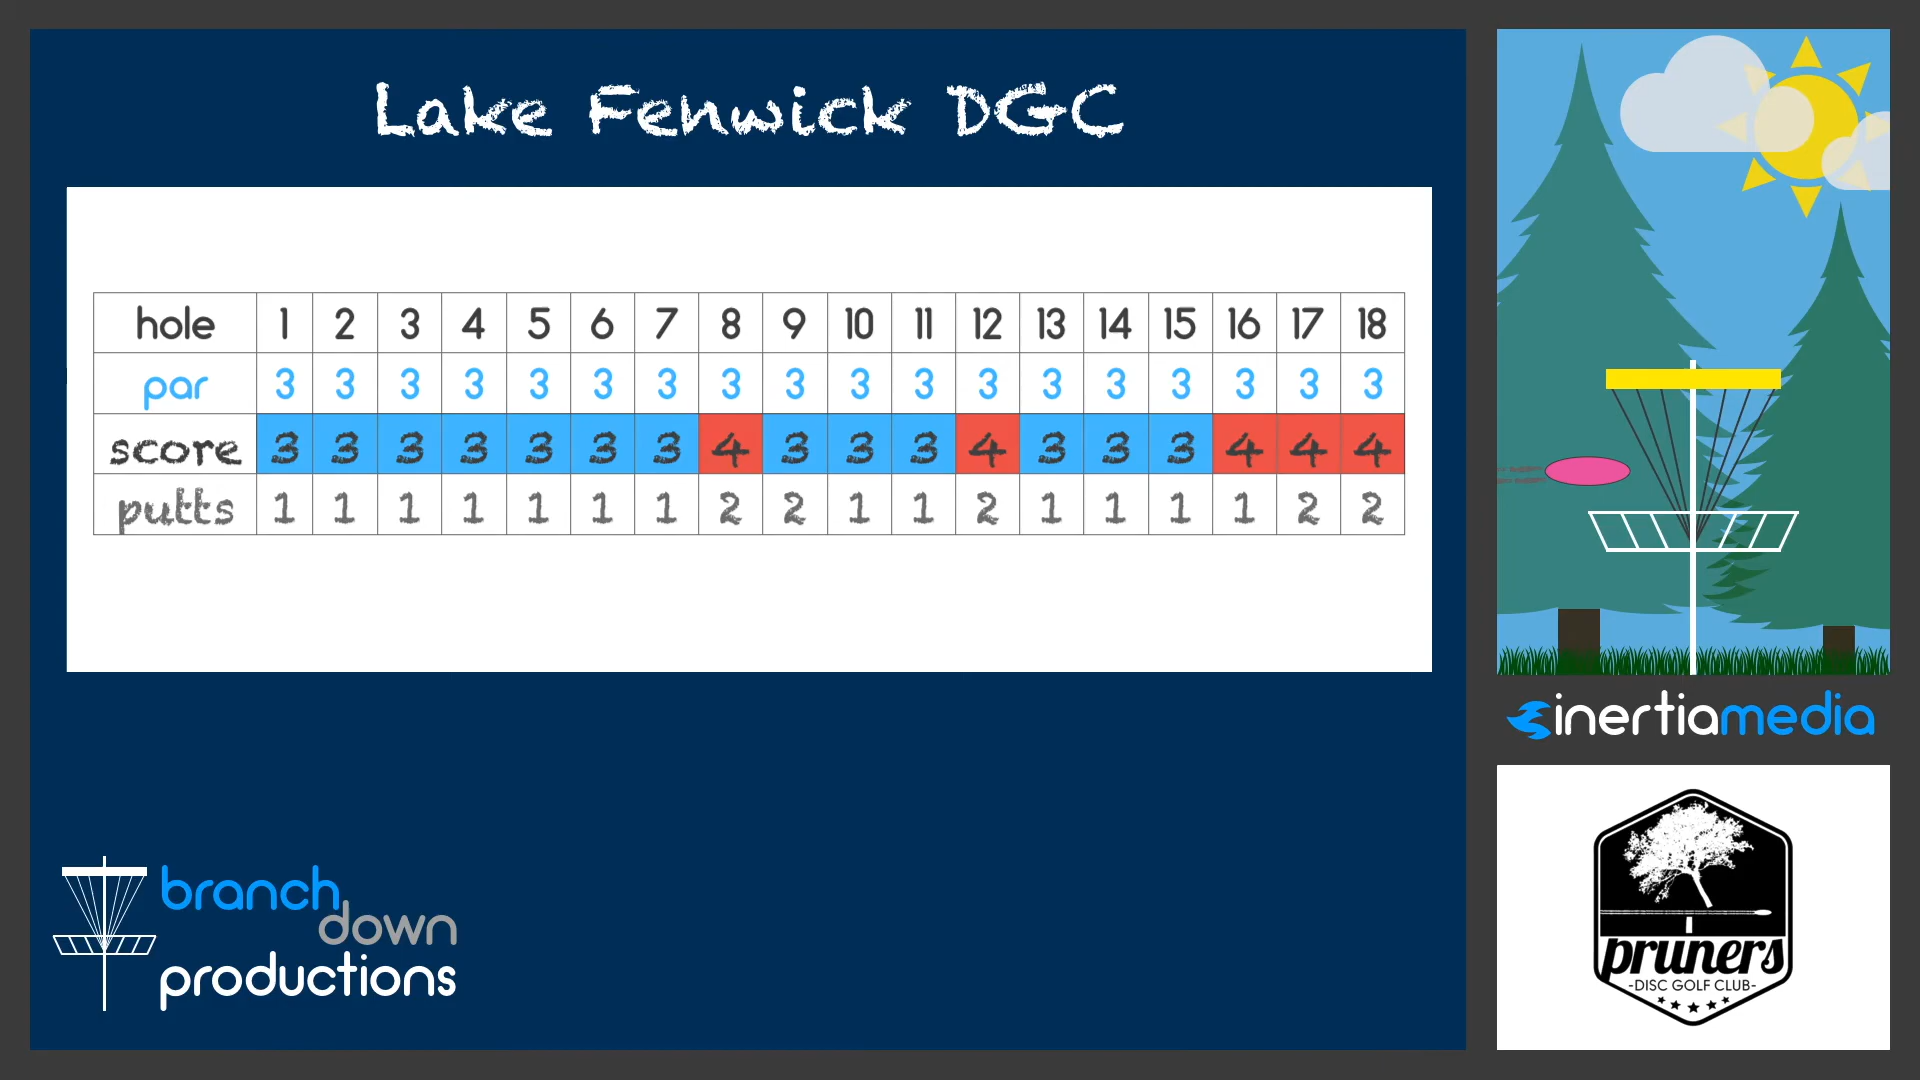 Lake Fenwick DGC
hole 1 2 3 4 5 6 7 8 9 10 11 12 13 14 15 16 17 18
par 3 3 3 3 3 3 3 3 3 3 3 3 3 3 3 3 3 3
score 3 3 3 3 3 3 3 4 3 3 3 4 3 3 3 4 4 4
putts 1 1 1 1 1 1 1 2 2 1 1 2 1 1 1 1 2 2
branch
down
productions
inertiamedia
pruners
-DISC GOLF CLUB-